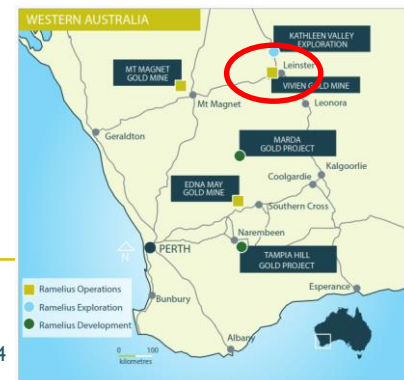 WESTERN AUSTRALIA
KATHLEEN VALLEY
EXPLORATION
Leinster
MT MAGNET
GOLD MINE
VIVIEN GOLD MINE
Mt Magnet
Leonora
Geraldton
MARDA
GOLD PROJECT
Kalgoorlie
Coolgardie
EDNA MAY
GOLD MINE
Southern Cross
Narembeen
PERTH
N
TAMPIA HILL
GOLD PROJECT
Ramelius Operations
Ramelius Exploration
Ramelius Development
Esperance
Bunbury
Albany
0 100
kilometres
4